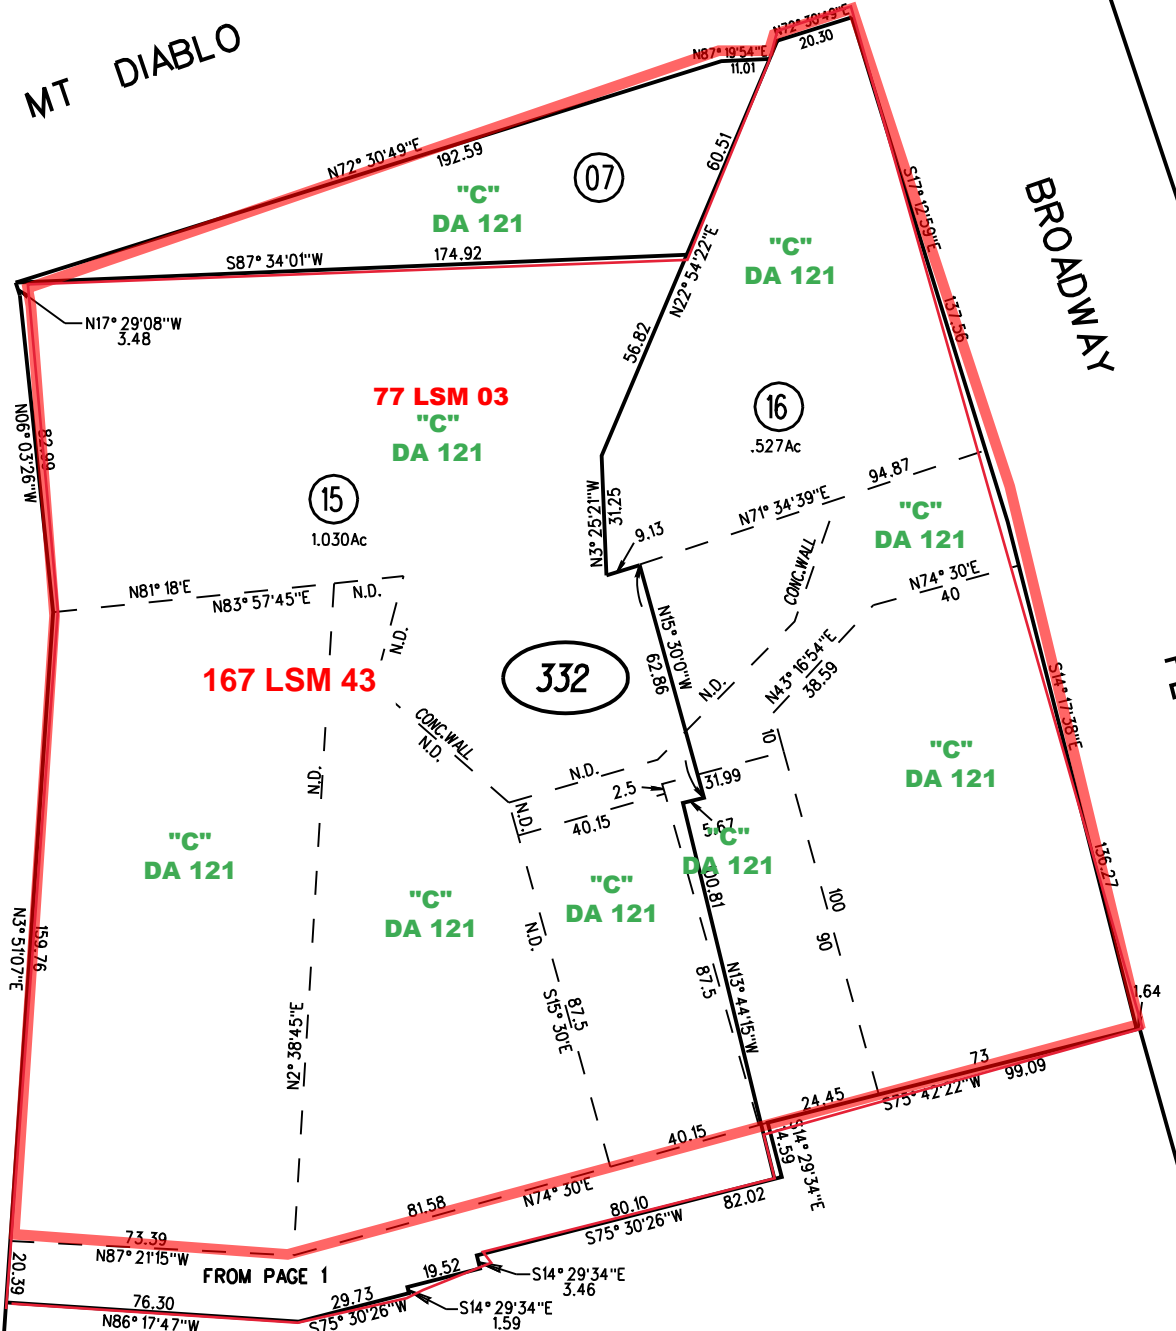 MT DIABLO
N72° 30'49"E
20.30
N87° 19'54"E
11.01
N72° 30'49"E
192.59
07
60.51
"C"
DA 121
S17° 12'59"E
137.56
BROADWAY
"C"
DA 121
S87° 34'01"W
174.92
N22° 54'22"E
56.82
N17° 29'08"W
3.48
77 LSM 03
"C"
DA 121
16
.527Ac
N06° 03'26"W
82.99
15
1.030Ac
N3° 25'21"W
31.25
9.13
N71° 34'39"E
94.87
"C"
DA 121
CONC.WALL
N74° 30'E
40
N81° 18'E
N83° 57'45"E
N.D.
N.D.
N15° 30'0"W
62.86
167 LSM 43
332
N.D.
N43° 16'54"E
38.59
S14° 17'38"E
136.27
CONC.WALL
N.D.
N.D.
N.D.
10
"C"
DA 121
2.5
31.99
N.D.
40.15
5.67
"C"
DA 121
"C"
DA 121
"C"
DA 121
"C"
DA 121
00.81
100
90
N3° 51'07"E
159.76
N.D.
87.5
S15° 30'E
87.5
N13° 44'15"W
N2° 38'45"E
1.64
73
99.09
S75° 42'22"W
24.45
40.15
S14° 29'34"E
4.59
81.58
N74° 30'E
80.10
82.02
S75° 30'26"W
73.39
N87° 21'15"W
20.39
FROM PAGE 1
19.52
S14° 29'34"E
3.46
76.30
29.73
S75° 30'26"W
S14° 29'34"E
1.59
N86° 17'47"W